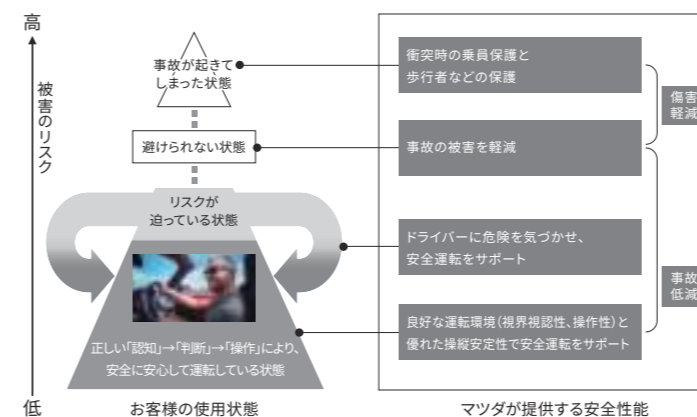 高
被害のリスク
低
事故が起きて
しまった状態
避けられない状態
リスクが
迫っている状態
正しい「認知」→「判断」→「操作」により、
安全に安心して運転している状態
お客様の使用状態
衝突時の乗員保護と
歩行者などの保護
事故の被害を軽減
ドライバーに危険を気づかせ、
安全運転をサポート
良好な運転環境（視界視認性、操作性）と
優れた操縦安定性で安全運転をサポート
傷害
軽減
事故
低減
マツダが提供する安全性能